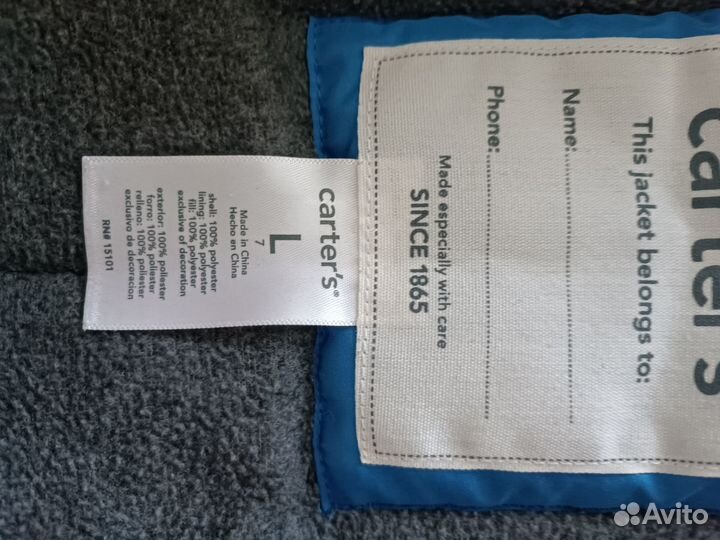 carter's
This jacket belongs to:
Name:
Phone:
Made especially with care
SINCE 1865
carter's®
L
7
Made in China
Hecho en China
shell: 100% polyester
lining: 100% polyester
fill: 100% polyester
exclusive of decoration
exterior: 100% poliester
forro: 100% poliester
relleno: 100% poliester
exclusivo de decoracion
RN# 15101
Avito